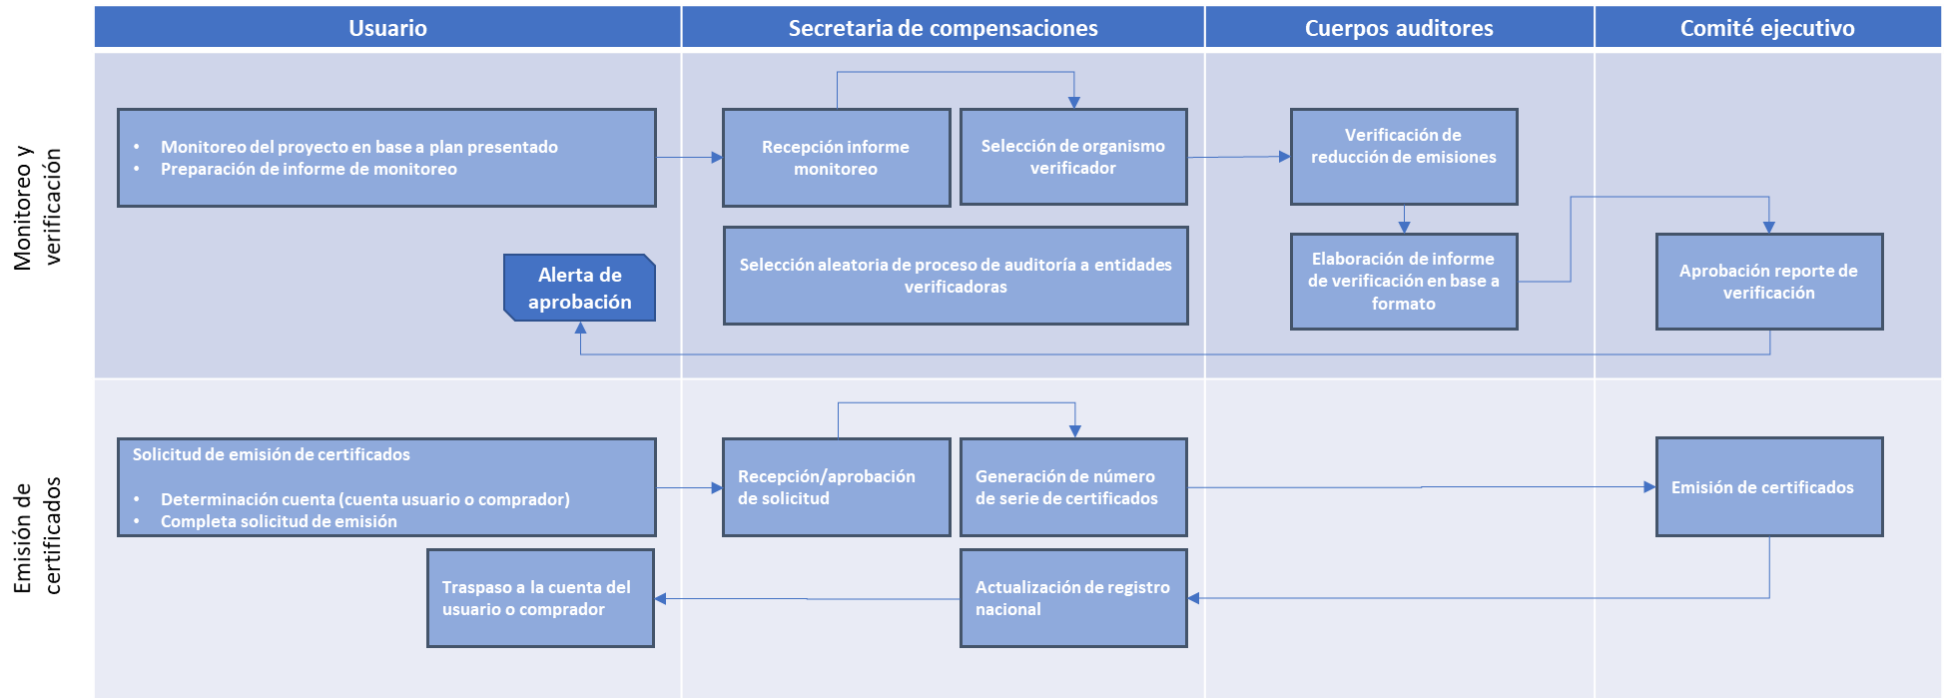 Usuario
Secretaria de compensaciones
Cuerpos auditores
Comité ejecutivo
Monitoreo y
verificación
• Monitoreo del proyecto en base a plan presentado
• Preparación de informe de monitoreo
Recepción informe
monitoreo
Selección de organismo
verificador
Verificación de
reducción de emisiones
Selección aleatoria de proceso de auditoría a entidades
verificadoras
Elaboración de informe
de verificación en base a
formato
Aprobación reporte de
verificación
Alerta de
aprobación
Emisión de
certificados
Solicitud de emisión de certificados
• Determinación cuenta (cuenta usuario o comprador)
• Completa solicitud de emisión
Recepción/aprobación
de solicitud
Generación de número
de serie de certificados
Emisión de certificados
Traspaso a la cuenta del
usuario o comprador
Actualización de registro
nacional